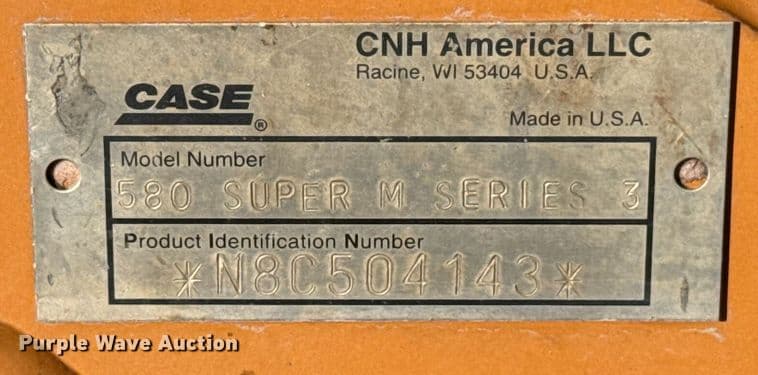 CNH America LLC
Racine, WI 53404 U.S.A.
CASE
®
Made in U.S.A.
Model Number
580 SUPER M SERIES 3
Product Identification Number
*N8C504143*
Purple Wave Auction